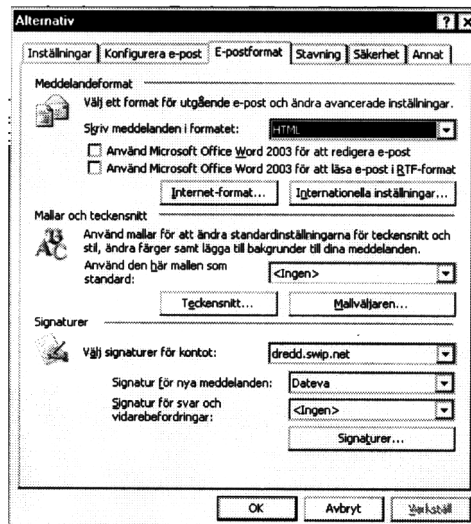 Alternativ
Inställningar Konfigurera e-post E-postformat Stavning Säkerhet Annat
Meddelandeformat
Välj ett format för utgående e-post och ändra avancerade inställningar.
Skriv meddelanden i formatet: HTML
Använd Microsoft Office Word 2003 för att redigera e-post
Använd Microsoft Office Word 2003 för att läsa e-post i RTF-format
Internet-format... Internationella inställningar...
Mallar och teckensnitt
Använd mallar för att ändra standardinställningarna för teckensnitt och
stil, ändra färger samt lägga till bakgrunder till dina meddelanden.
Använd den här mallen som
standard: <Ingen>
Teckensnitt... Mallväljaren...
Signaturer
Välj signaturer för kontot: dredd.swip.net
Signatur för nya meddelanden: Dateva
Signatur för svar och
vidarebefordringar: <Ingen>
Signaturer...
OK Avbryt Verkställ